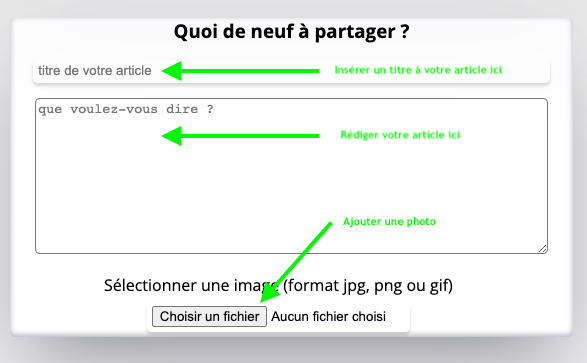 Quoi de neuf à partager ?
titre de votre article
Insérer un titre à votre article ici
que voulez-vous dire ?
Rédiger votre article ici
Ajouter une photo
Sélectionner une image (format jpg, png ou gif)
Choisir un fichier Aucun fichier choisi